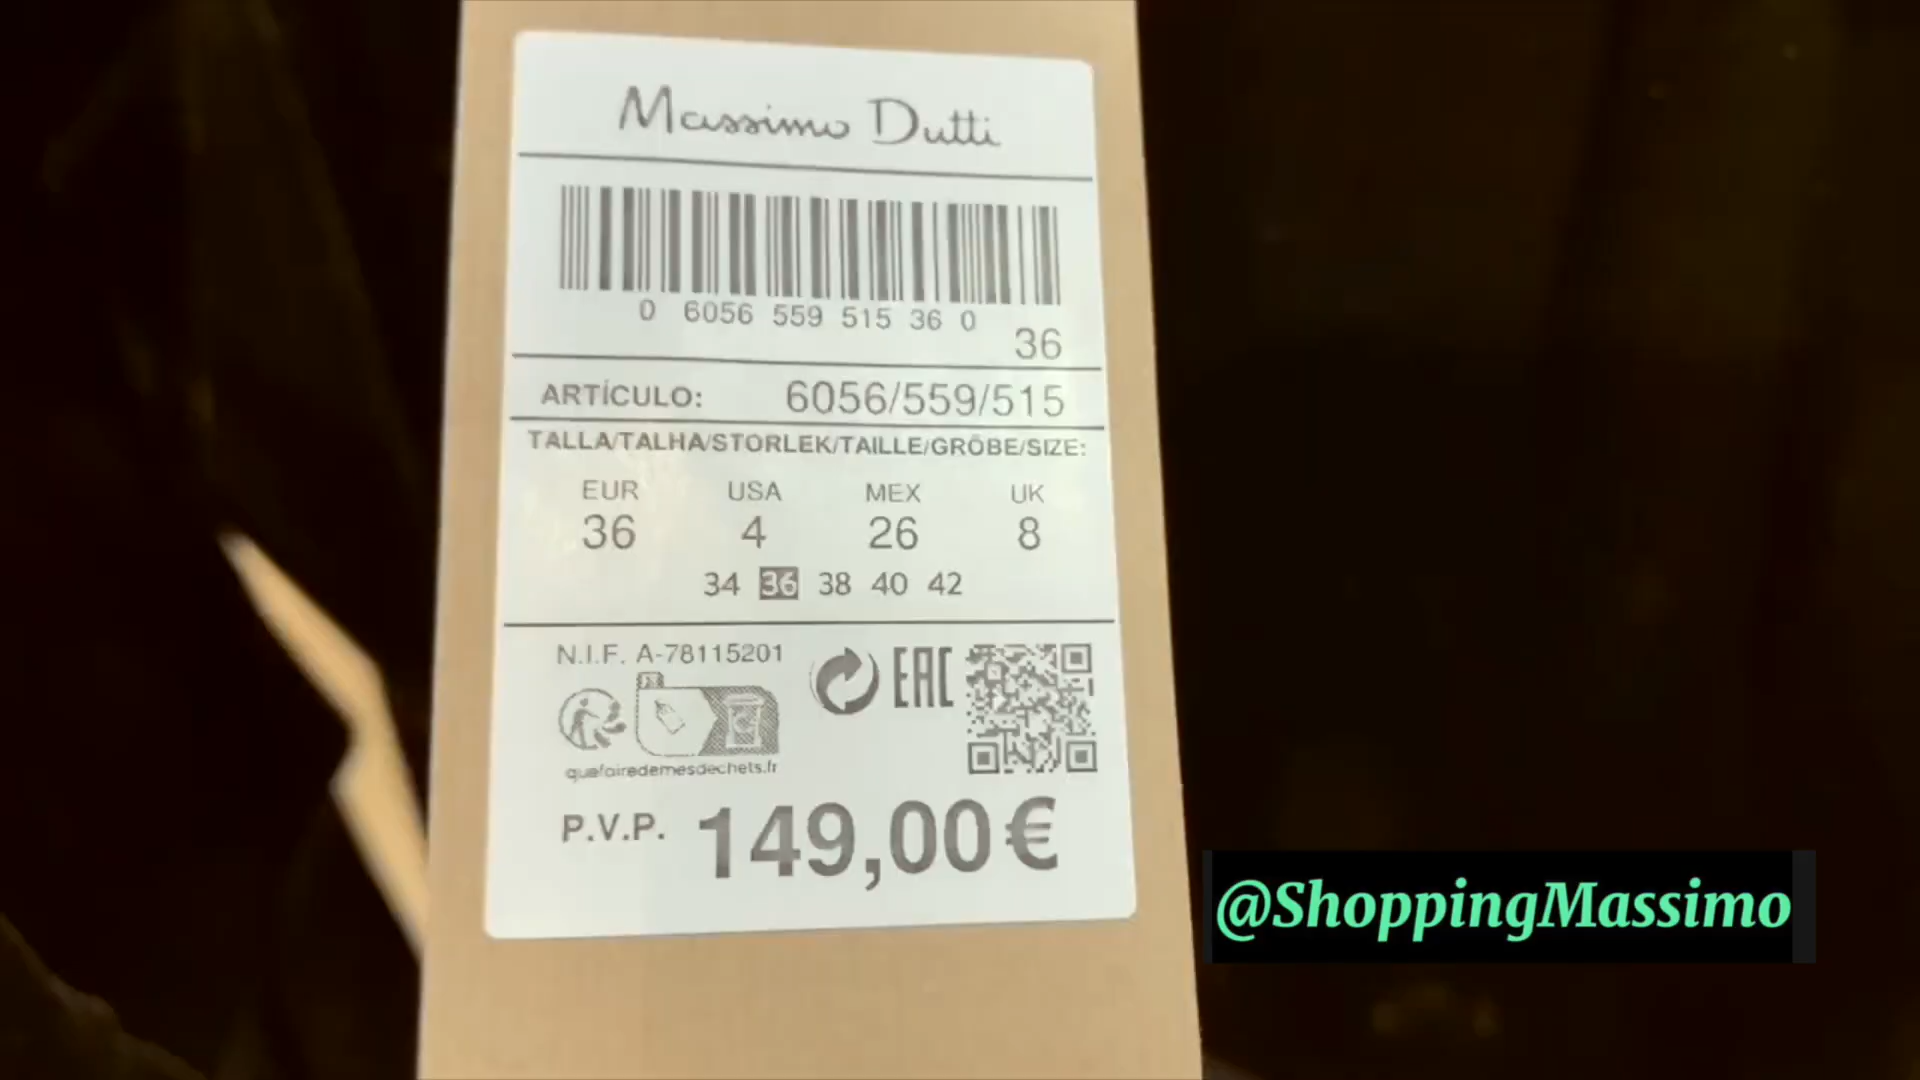 Massimo Dutti
0 6056 559 515 36 0
36
ARTÍCULO: 6056/559/515
TALLA/TALHA/STORLEK/TAILLE/GRÖBE/SIZE:
EUR USA MEX UK
36 4 26 8
34 36 38 40 42
N.I.F. A-78115201
EAC
quefairedemesdechets.fr
P.V.P. 149,00€
@ShoppingMassimo